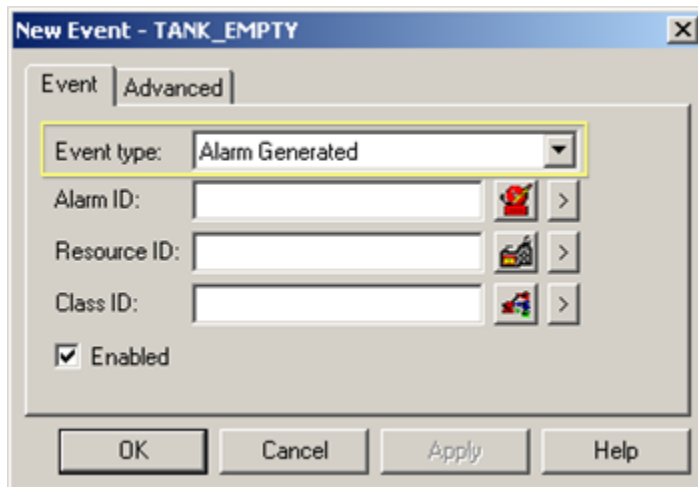 New Event - TANK_EMPTY
Event Advanced
Event type: Alarm Generated
Alarm ID: >
Resource ID: >
Class ID: >
Enabled
OK Cancel Apply Help